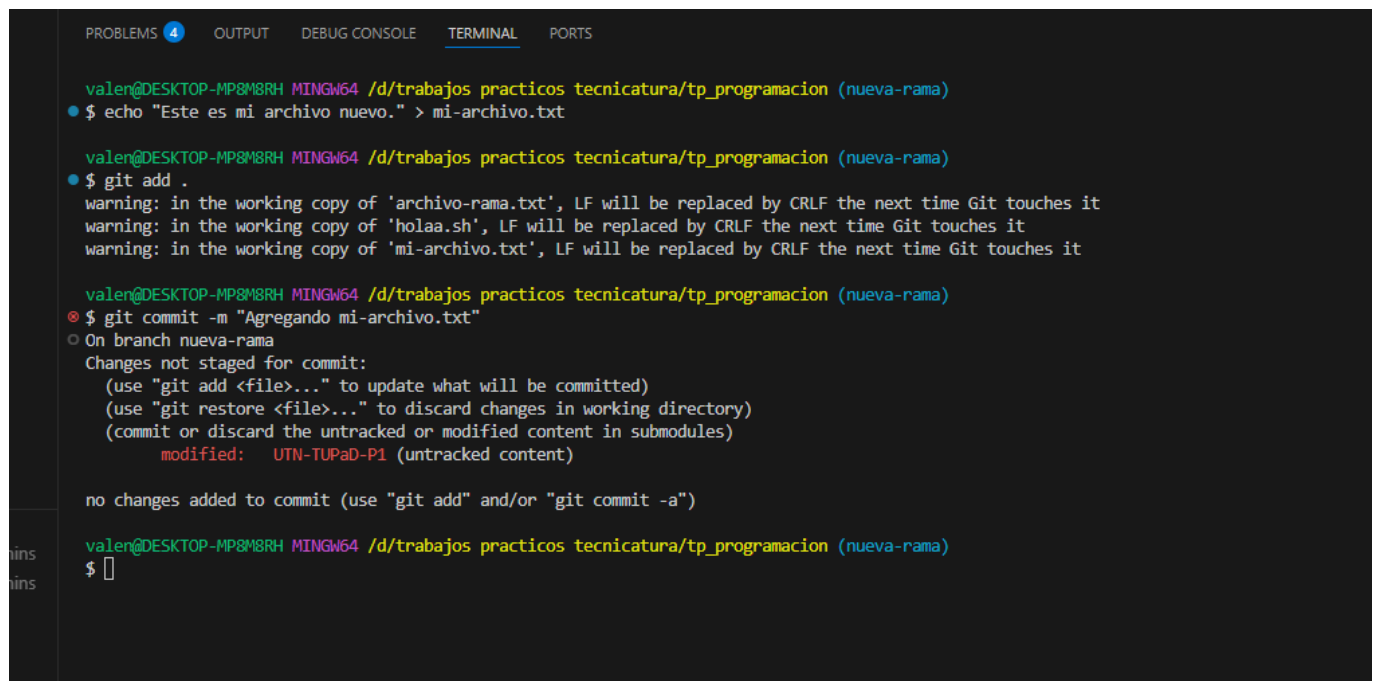 PROBLEMS 4 OUTPUT DEBUG CONSOLE TERMINAL PORTS
valen@DESKTOP-MP8M8RH MINGW64 /d/trabajos practicos tecnicatura/tp_programacion (nueva-rama)
$ echo "Este es mi archivo nuevo." > mi-archivo.txt
valen@DESKTOP-MP8M8RH MINGW64 /d/trabajos practicos tecnicatura/tp_programacion (nueva-rama)
$ git add .
warning: in the working copy of 'archivo-rama.txt', LF will be replaced by CRLF the next time Git touches it
warning: in the working copy of 'holaa.sh', LF will be replaced by CRLF the next time Git touches it
warning: in the working copy of 'mi-archivo.txt', LF will be replaced by CRLF the next time Git touches it
valen@DESKTOP-MP8M8RH MINGW64 /d/trabajos practicos tecnicatura/tp_programacion (nueva-rama)
$ git commit -m "Agregando mi-archivo.txt"
On branch nueva-rama
Changes not staged for commit:
  (use "git add <file>..." to update what will be committed)
  (use "git restore <file>..." to discard changes in working directory)
  (commit or discard the untracked or modified content in submodules)
        modified:   UTN-TUPaD-P1 (untracked content)
no changes added to commit (use "git add" and/or "git commit -a")
valen@DESKTOP-MP8M8RH MINGW64 /d/trabajos practicos tecnicatura/tp_programacion (nueva-rama)
$